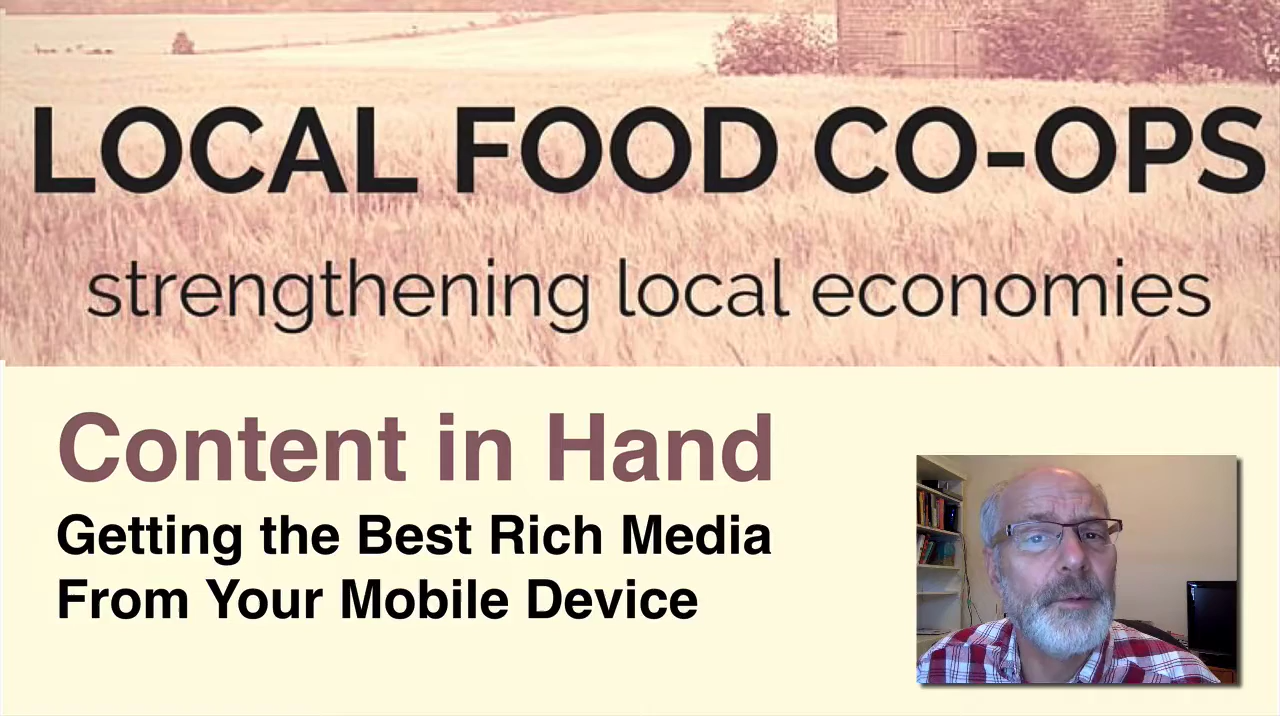 LOCAL FOOD CO-OPS
strengthening local economies
Content in Hand
Getting the Best Rich Media
From Your Mobile Device